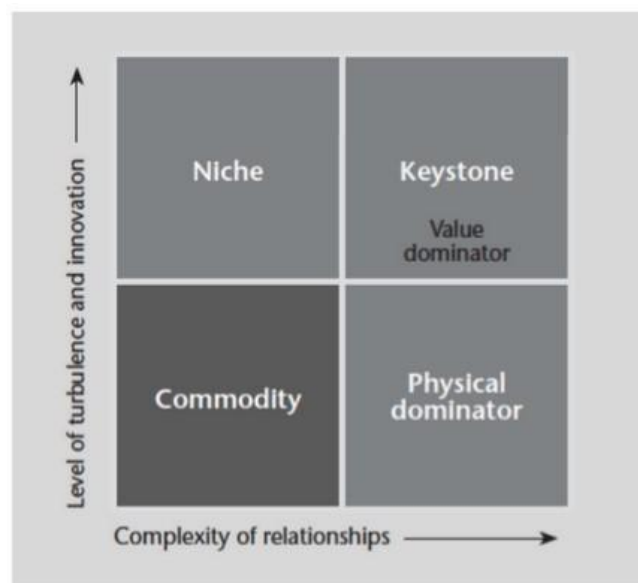 Level of turbulence and innovation
Niche
Keystone
Value
dominator
Commodity
Physical
dominator
Complexity of relationships